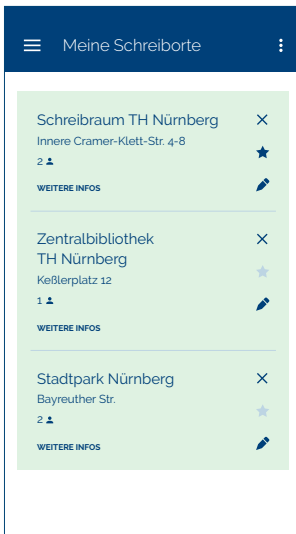 Meine Schreiborte
Schreibraum TH Nürnberg
Innere Cramer-Klett-Str. 4-8
2
WEITERE INFOS
Zentralbibliothek
TH Nürnberg
Keßlerplatz 12
1
WEITERE INFOS
Stadtpark Nürnberg
Bayreuther Str.
2
WEITERE INFOS